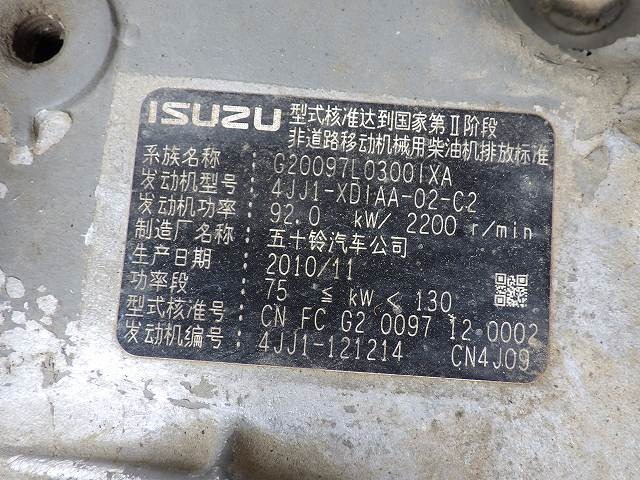 ISUZU 型式核准达到国家第Ⅱ阶段
非道路移动机械用柴油机排放标准
系族名称 : G20097L03001XA
发动机型号 : 4JJ1-XDIAA-02-C2
发动机功率 : 92.0 kW/ 2200 r/min
制造厂名称 : 五十铃汽车公司
生产日期 : 2010/11
功率段 : 75 ≤ kW < 130
型式核准号 : CN FC G2 0097 12 0002
发动机编号 : 4JJ1-121214 CN4J09